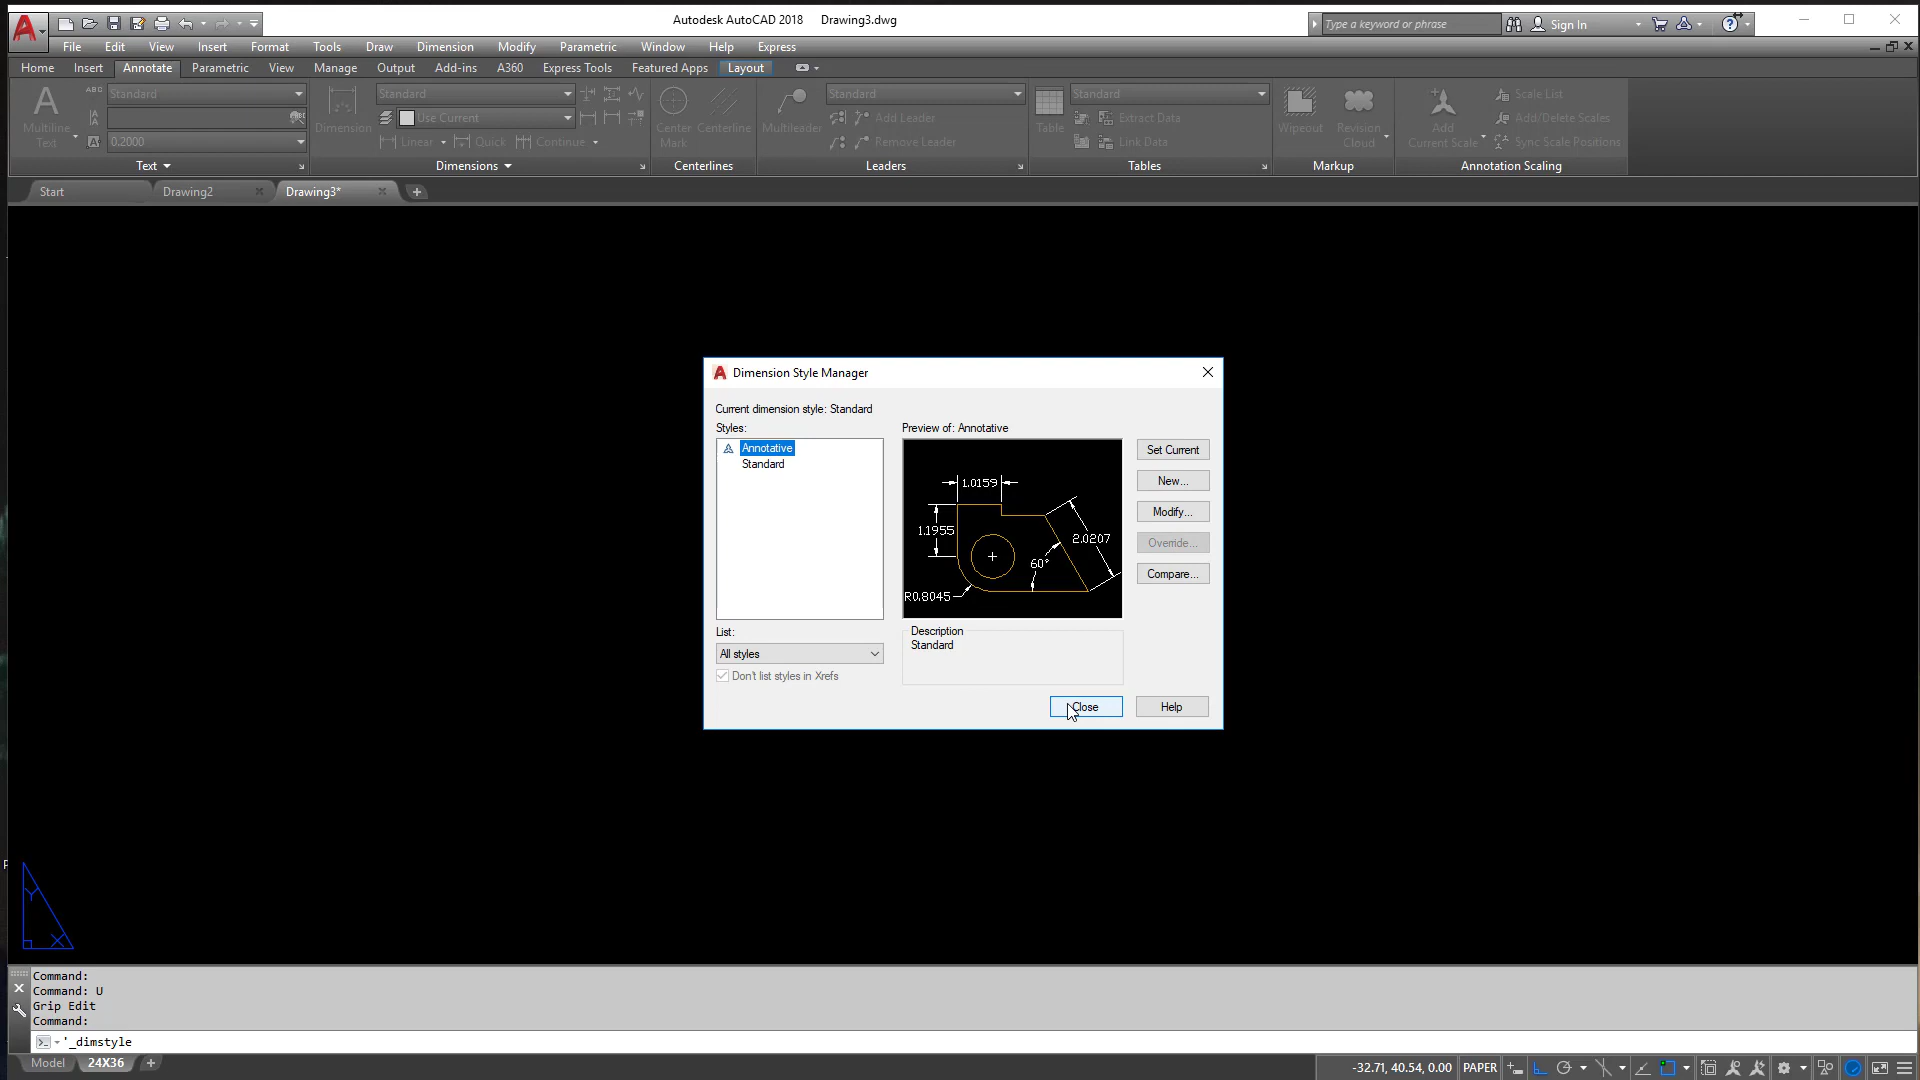 Autodesk AutoCAD 2018 Drawing3.dwg
Type a keyword or phrase
Sign In
File Edit View Insert Format Tools Draw Dimension Modify Parametric Window Help Express
Home Insert Annotate Parametric View Manage Output Add-ins A360 Express Tools Featured Apps Layout
Standard Standard Standard Standard Scale List
Multiline Text Dimension Use Current Center Mark Centerline Multileader Add Leader Table Extract Data Wipeout Revision Cloud Add Current Scale Add/Delete Scales
0.2000 Linear Quick Continue Remove Leader Link Data Sync Scale Positions
Text Dimensions Centerlines Leaders Tables Markup Annotation Scaling
Start Drawing2 Drawing3*
Dimension Style Manager
Current dimension style: Standard
Styles: Preview of: Annotative
Annotative
Standard
1.0159
1.1955
2.0207
60°
R0.8045
Set Current
New...
Modify...
Override...
Compare...
List:
All styles
Don't list styles in Xrefs
Description
Standard
Close Help
Y
X
Command:
Command: U
Grip Edit
Command:
'_dimstyle
Model 24X36
-32.71, 40.54, 0.00 PAPER